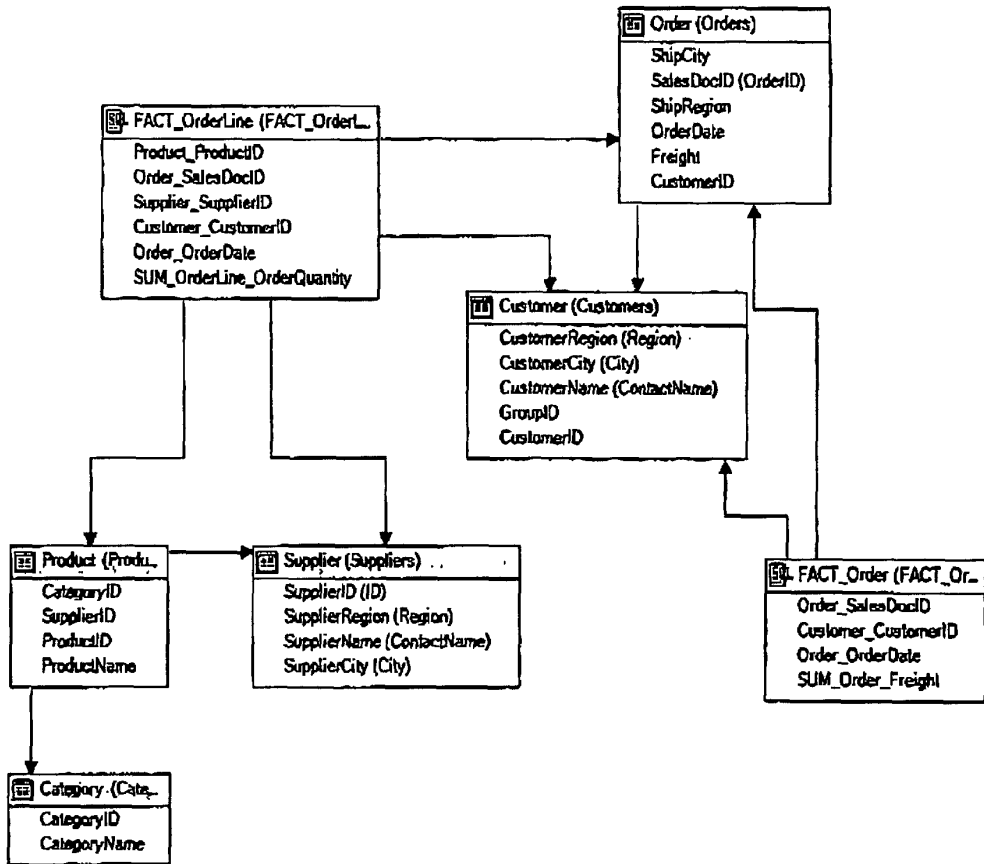 Order (Orders)
ShipCity
SalesDocID (OrderID)
ShipRegion
OrderDate
Freight
CustomerID
FACT_OrderLine (FACT_OrderL...
Product_ProductID
Order_SalesDocID
Supplier_SupplierID
Customer_CustomerID
Order_OrderDate
SUM_OrderLine_OrderQuantity
Customer (Customers)
CustomerRegion (Region)
CustomerCity (City)
CustomerName (ContactName)
GroupID
CustomerID
Product (Produ...
CategoryID
SupplierID
ProductID
ProductName
Supplier (Suppliers)
SupplierID (ID)
SupplierRegion (Region)
SupplierName (ContactName)
SupplierCity (City)
FACT_Order (FACT_Or...
Order_SalesDocID
Customer_CustomerID
Order_OrderDate
SUM_Order_Freight
Category (Cate...
CategoryID
CategoryName